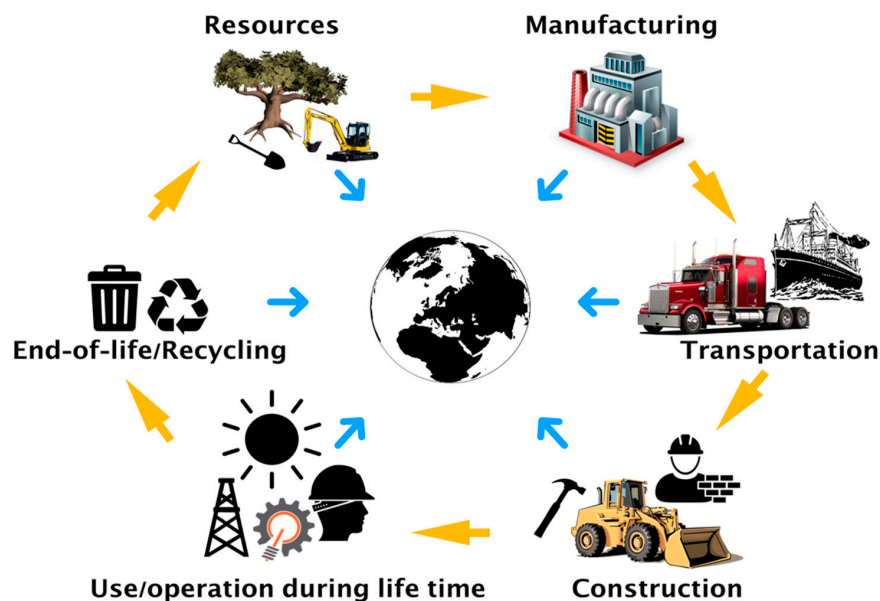 Resources
Manufacturing
Transportation
End-of-life/Recycling
Use/operation during life time
Construction